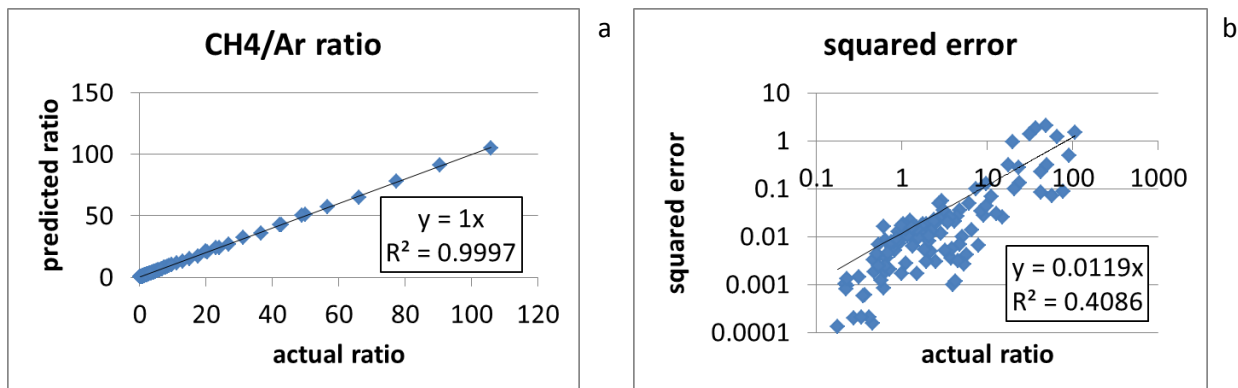 CH4/Ar ratio
a
predicted ratio
150
100
50
0
0 20 40 60 80 100 120
y = 1x
R² = 0.9997
actual ratio
squared error
b
squared error
10
1
0.1
0.01
0.001
0.0001
0.1 1 10 100 1000
y = 0.0119x
R² = 0.4086
actual ratio